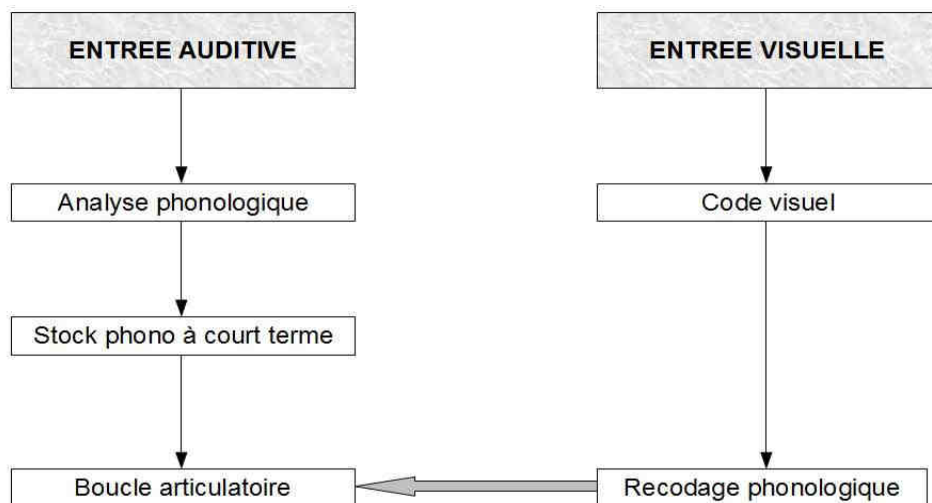 ENTREE AUDITIVE
ENTREE VISUELLE
Analyse phonologique
Code visuel
Stock phono à court terme
Boucle articulatoire
Recodage phonologique